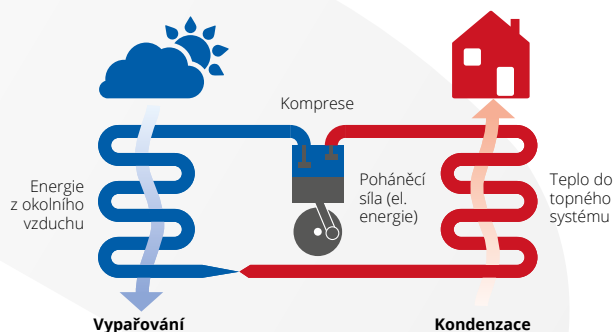 Komprese
Energie
z okolního
vzduchu
Poháněcí
síla (el.
energie)
Teplo do
topného
systému
Vypařování
Kondenzace